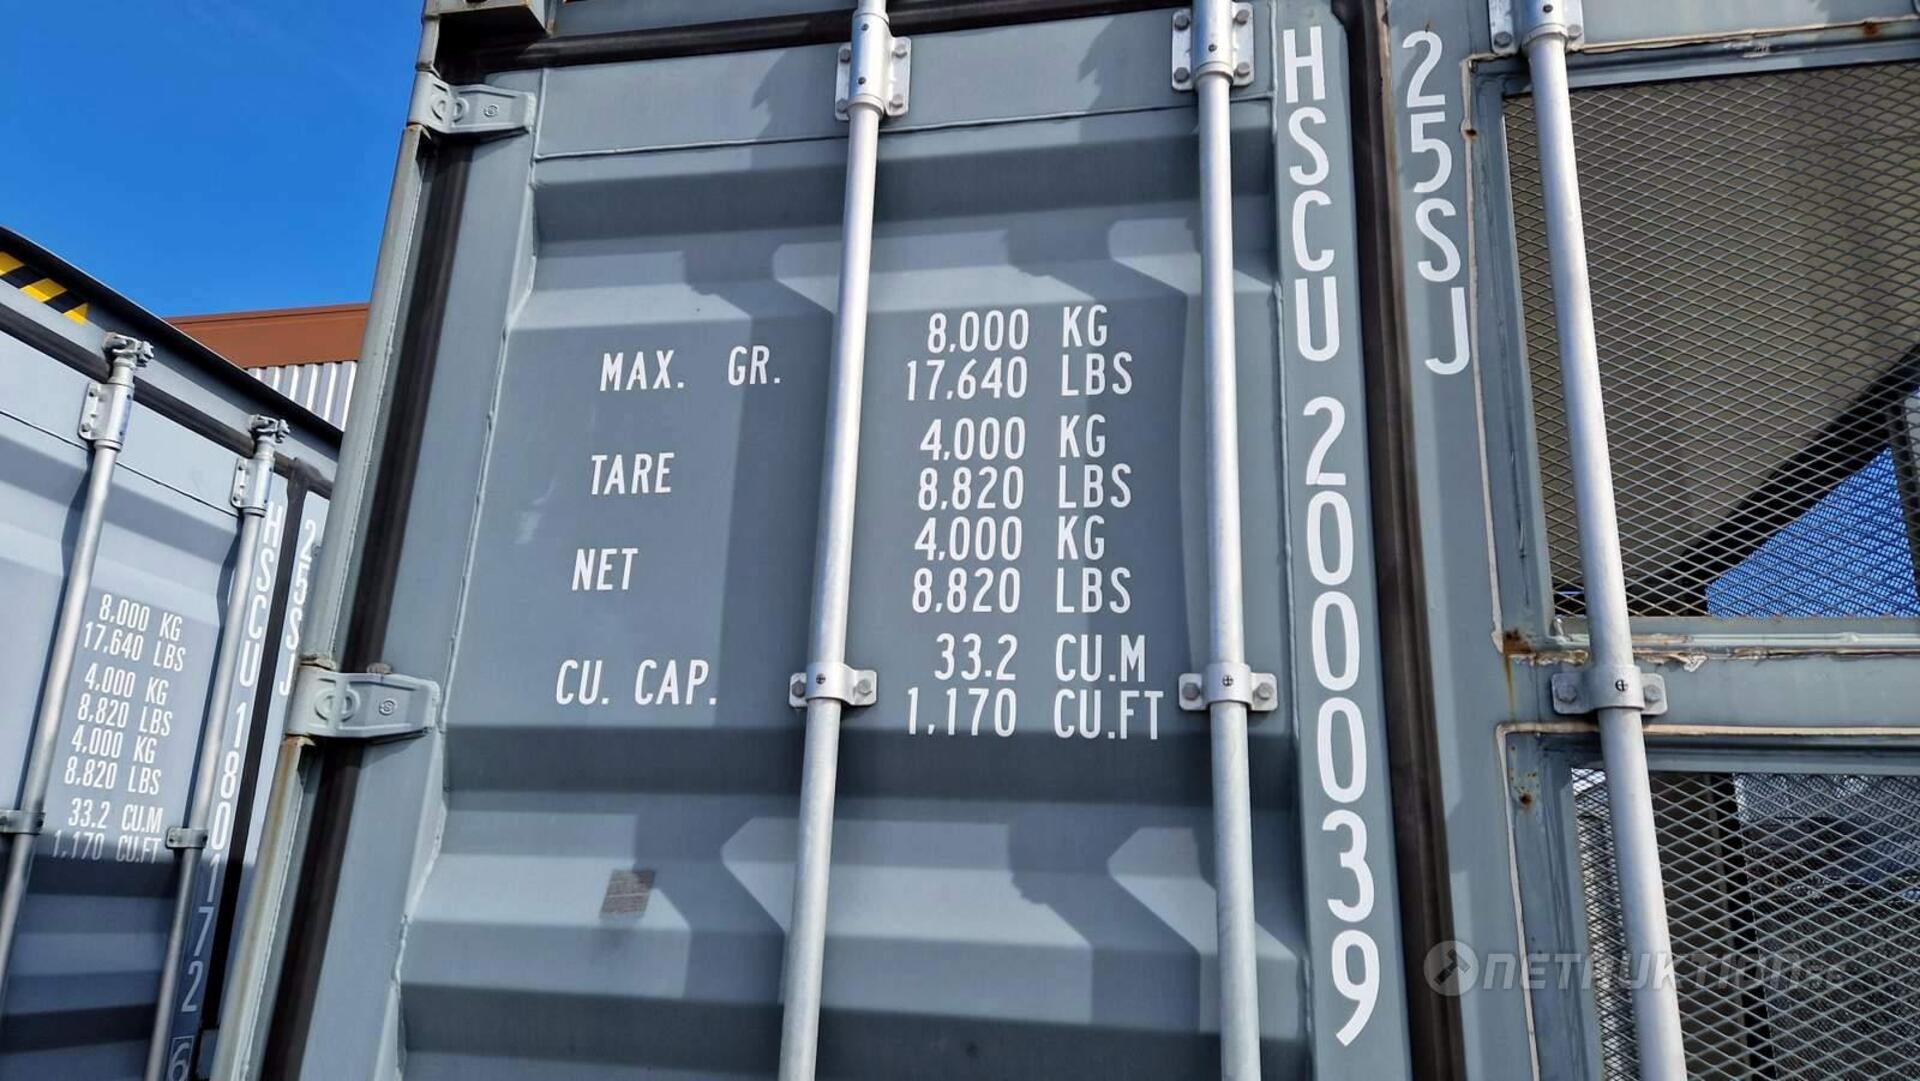 MAX. GR. 8,000 KG
17,640 LBS
TARE 4,000 KG
8,820 LBS
NET 4,000 KG
8,820 LBS
CU. CAP. 33.2 CU.M
1,170 CU.FT
HSCU 200039
25SJ
8,000 KG
17,640 LBS
4,000 KG
8,820 LBS
4,000 KG
8,820 LBS
33.2 CU.M
1,170 CU.FT
HSCU 180172 6
25SJ